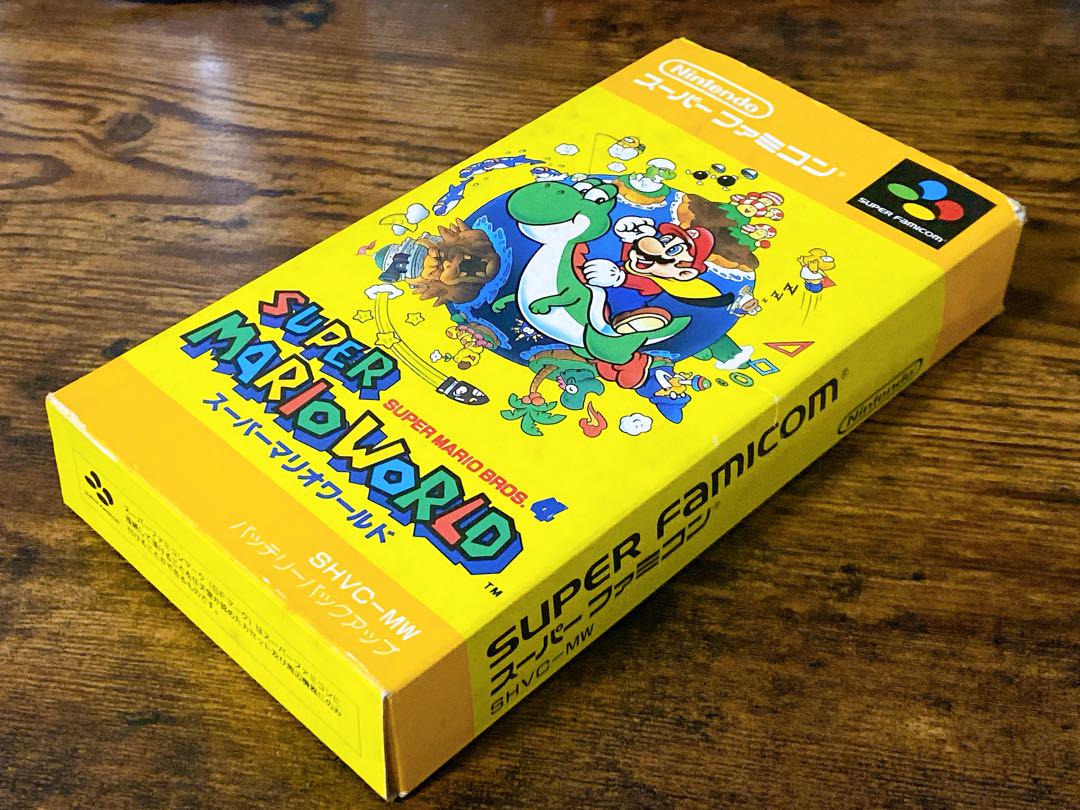 Nintendo
スーパーファミコン®
SUPER FAMICOM
zzz
SUPER
MARIO WORLD
SUPER MARIO BROS. 4
スーパーマリオワールド
TM
SHVC-MW
バッテリーバックアップ
SUPER FAMICOM®
スーパーファミコン®
SHVC-MW
Nintendo